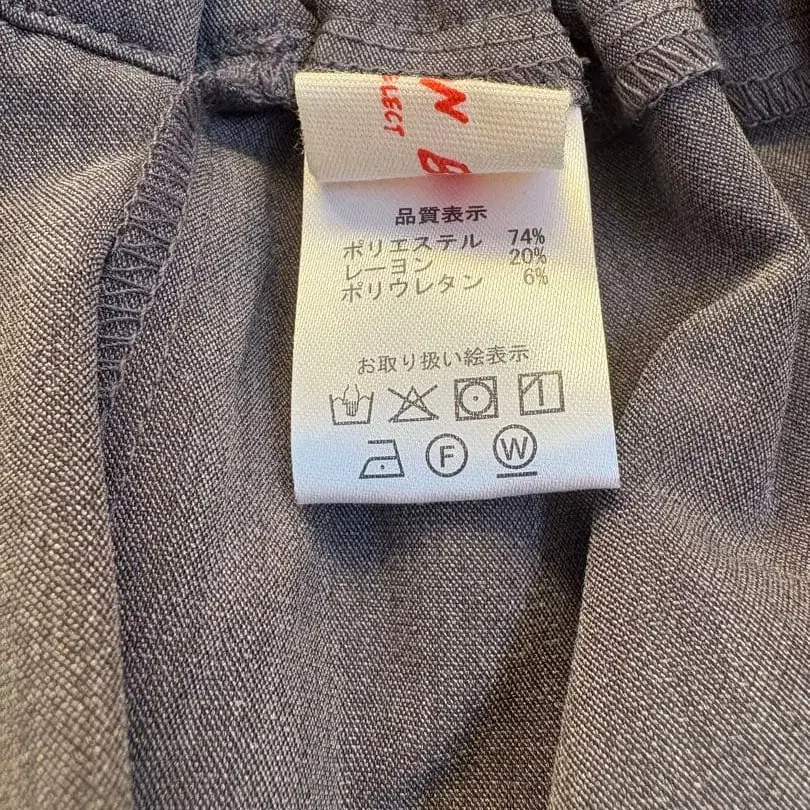 N B
ELECT
品質表示
ポリエステル 74%
レーヨン 20%
ポリウレタン 6%
お取り扱い絵表示
F W